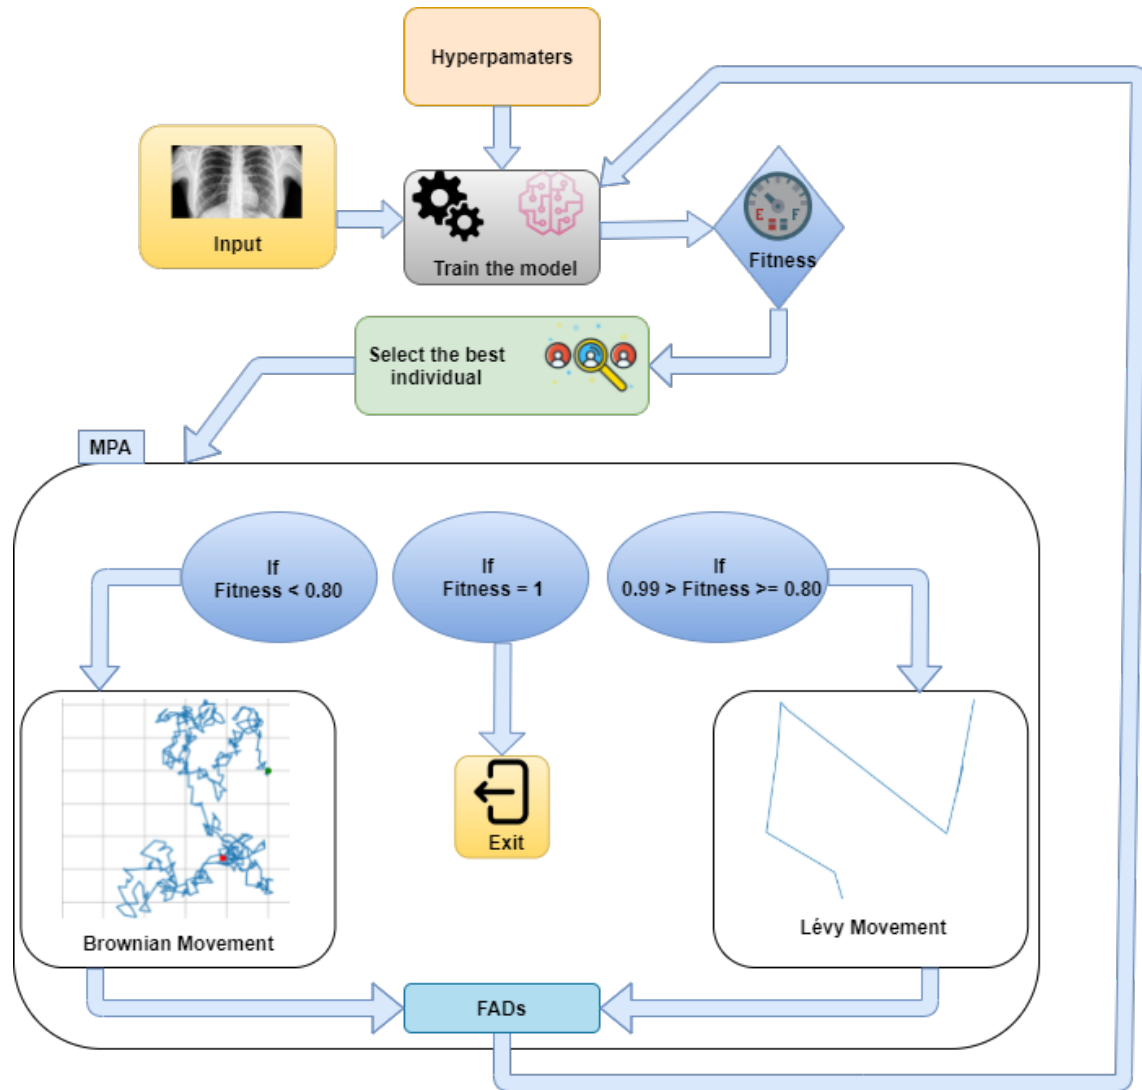 Hyperpamaters
Input
Train the model
E F
Fitness
Select the best
individual
MPA
If
Fitness < 0.80
If
Fitness = 1
If
0.99 > Fitness >= 0.80
Exit
Brownian Movement
Lévy Movement
FADs